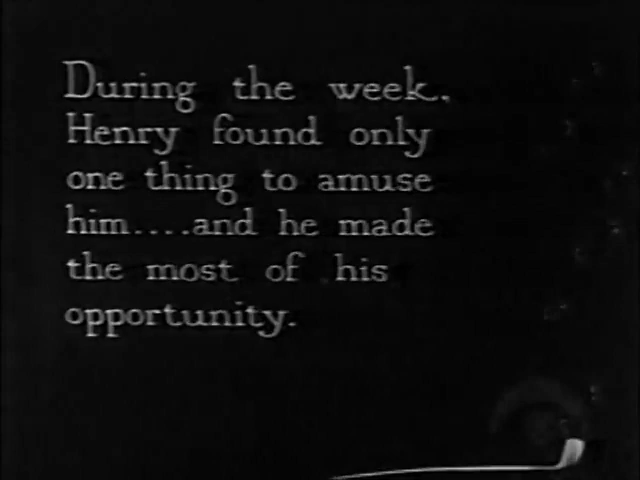 During the week,
Henry found only
one thing to amuse
him....and he made
the most of his
opportunity.